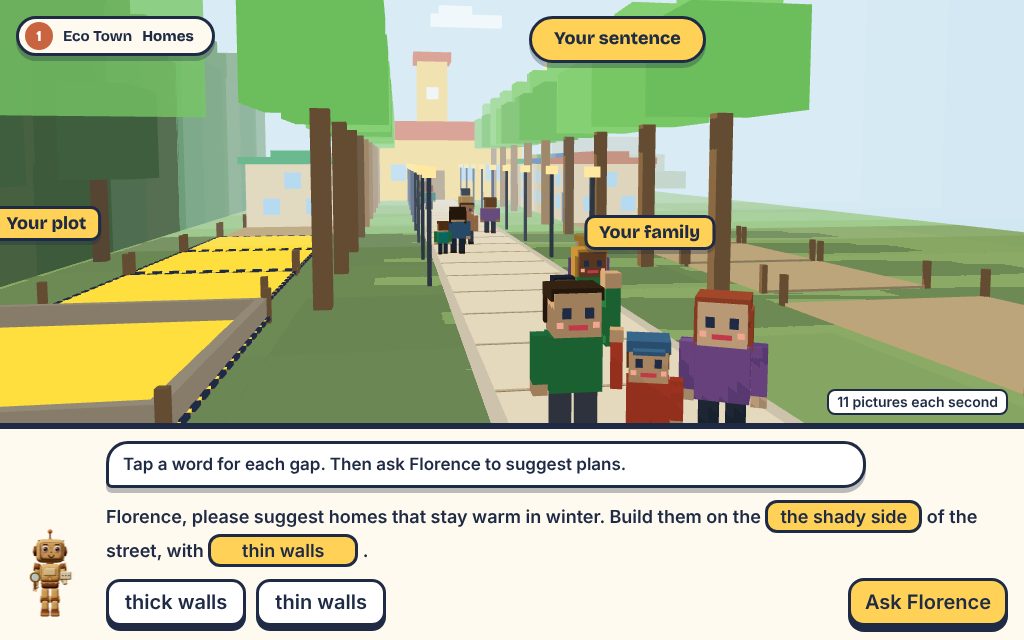 1 Eco Town Homes
Your sentence
Your plot
Your family
11 pictures each second
Tap a word for each gap. Then ask Florence to suggest plans.
Florence, please suggest homes that stay warm in winter. Build them on the the shady side of the
street, with thin walls .
thick walls thin walls Ask Florence